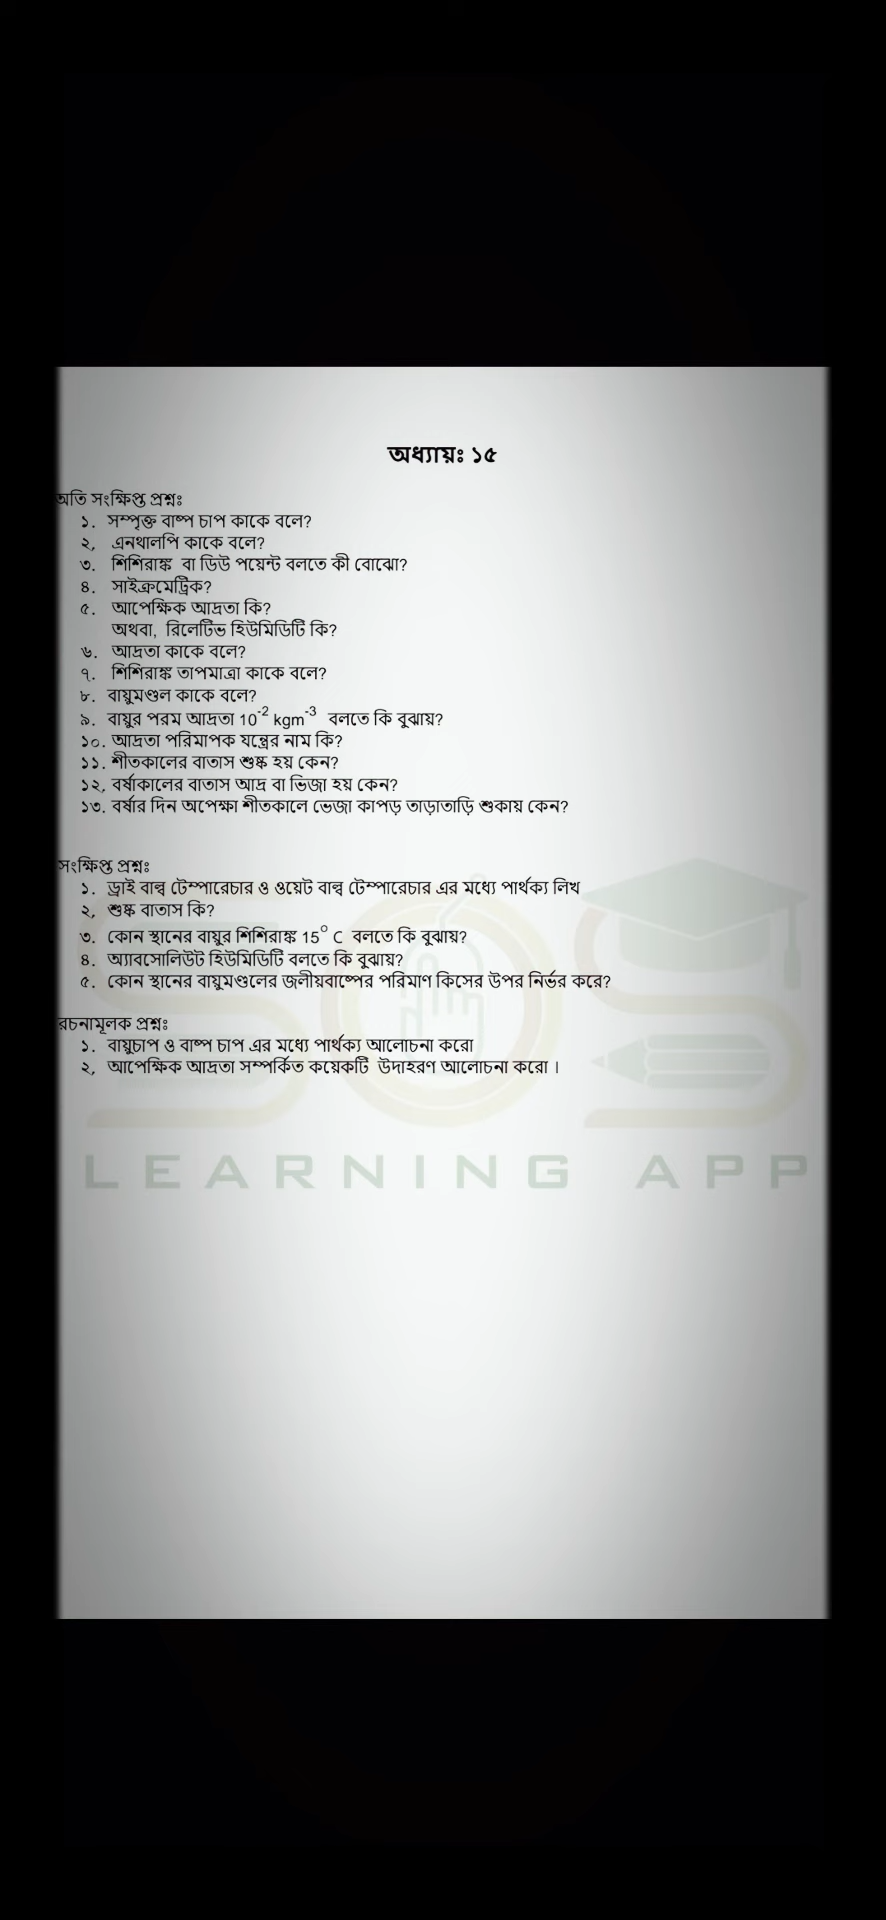 অধ্যায়ঃ ১৫
অতি সংক্ষিপ্ত প্রশ্নঃ
১. সম্পৃক্ত বাষ্প চাপ কাকে বলে?
২, এনথালপি কাকে বলে?
৩. শিশিরাঙ্ক বা ডিউ পয়েন্ট বলতে কী বোঝো?
৪. সাইক্রমেট্রিক?
৫. আপেক্ষিক আদ্রতা কি?
অথবা, রিলেটিভ হিউমিডিটি কি?
৬. আদ্রতা কাকে বলে?
৭. শিশিরাঙ্ক তাপমাত্রা কাকে বলে?
৮. বায়ুমণ্ডল কাকে বলে?
৯. বায়ুর পরম আদ্রতা 10⁻² kgm⁻³ বলতে কি বুঝায়?
১০. আদ্রতা পরিমাপক যন্ত্রের নাম কি?
১১. শীতকালের বাতাস শুষ্ক হয় কেন?
১২, বর্ষাকালের বাতাস আদ্র বা ভিজা হয় কেন?
১৩. বর্ষার দিন অপেক্ষা শীতকালে ভেজা কাপড় তাড়াতাড়ি শুকায় কেন?
সংক্ষিপ্ত প্রশ্নঃ
১. ড্রাই বাল্ব টেম্পারেচার ও ওয়েট বাল্ব টেম্পারেচার এর মধ্যে পার্থক্য লিখ
২, শুষ্ক বাতাস কি?
৩. কোন স্থানের বায়ুর শিশিরাঙ্ক 15° C বলতে কি বুঝায়?
৪. অ্যাবসোলিউট হিউমিডিটি বলতে কি বুঝায়?
৫. কোন স্থানের বায়ুমণ্ডলের জলীয়বাষ্পের পরিমাণ কিসের উপর নির্ভর করে?
রচনামূলক প্রশ্নঃ
১. বায়ুচাপ ও বাষ্প চাপ এর মধ্যে পার্থক্য আলোচনা করো
২, আপেক্ষিক আদ্রতা সম্পর্কিত কয়েকটি উদাহরণ আলোচনা করো ।
SOS
LEARNING APP